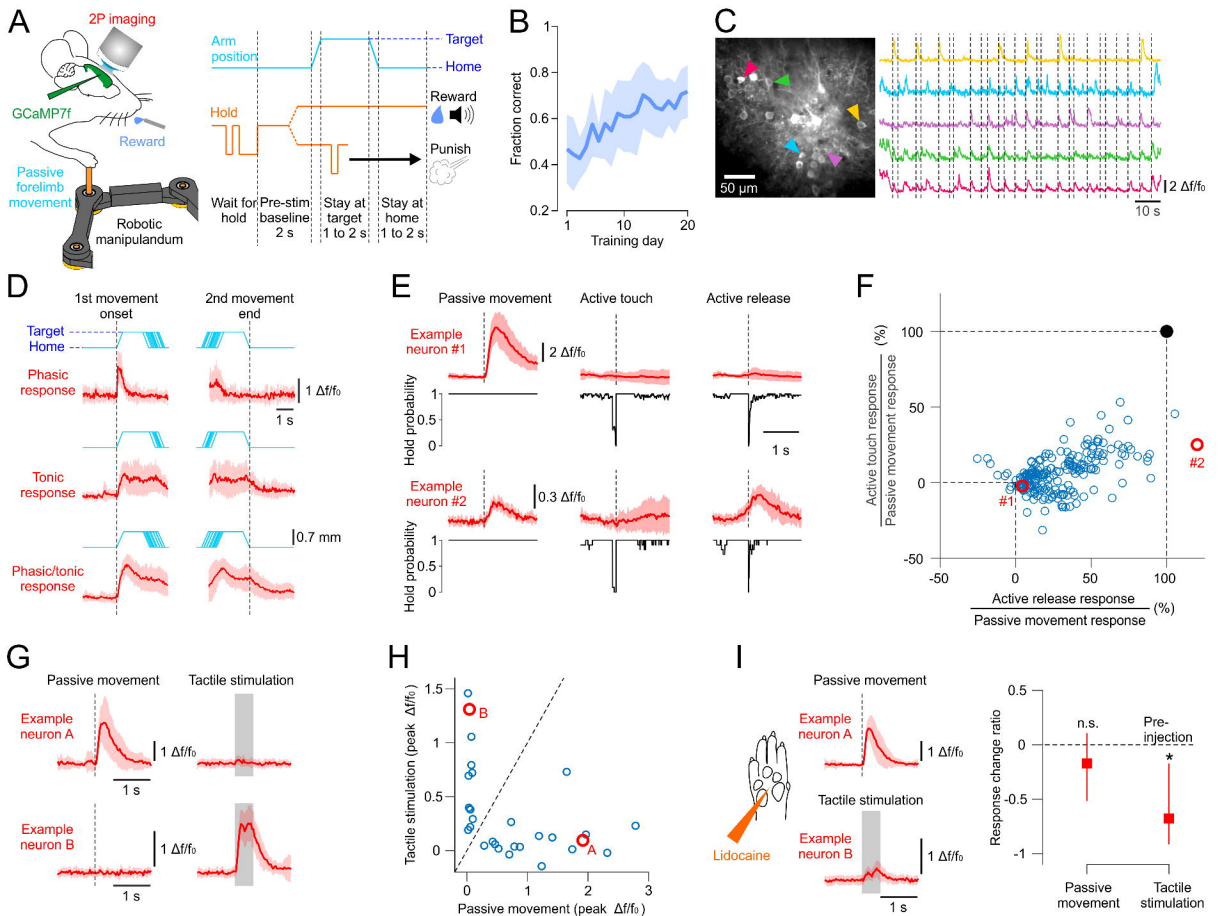 A
2P imaging
GCaMP7f
Reward
Passive
forelimb
movement
Robotic
manipulandum
Arm
position
Target
Home
Hold
Reward
Punish
Wait for
hold
Pre-stim
baseline
2 s
Stay at
target
1 to 2 s
Stay at
home
1 to 2 s
B
Fraction correct
1
0.8
0.6
0.4
0.2
1
10
20
Training day
C
50 µm
2 Δf/f₀
10 s
D
1st movement
onset
2nd movement
end
Target
Home
Phasic
response
1 Δf/f₀
1 s
Tonic
response
0.7 mm
Phasic/tonic
response
E
Passive movement
Active touch
Active release
Example
neuron #1
2 Δf/f₀
Hold probability
1
0.5
0
1 s
Example
neuron #2
0.3 Δf/f₀
Hold probability
1
0.5
0
F
Active touch response
Passive movement response
(%)
100
50
0
-50
#1
#2
-50
0
50
100
Active release response
Passive movement response
(%)
G
Passive movement
Tactile stimulation
Example
neuron A
1 Δf/f₀
1 s
Example
neuron B
1 Δf/f₀
1 s
H
Tactile stimulation (peak Δf/f₀)
1.5
1
0.5
0
B
A
0
1
2
3
Passive movement (peak Δf/f₀)
I
Lidocaine
Passive movement
Example
neuron A
1 Δf/f₀
Tactile stimulation
Example
neuron B
1 Δf/f₀
1 s
Response change ratio
0.5
0
-0.5
-1
n.s.
Pre-
injection
*
Passive
movement
Tactile
stimulation